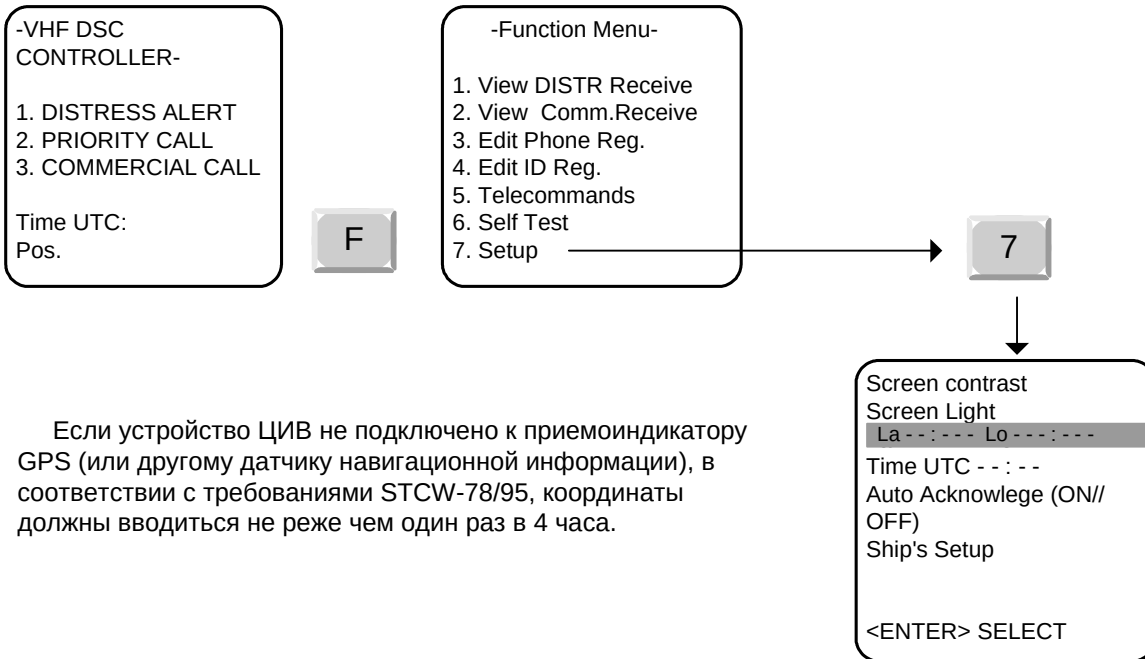 -VHF DSC
CONTROLLER-
1. DISTRESS ALERT
2. PRIORITY CALL
3. COMMERCIAL CALL
Time UTC:
Pos.
F
-Function Menu-
1. View DISTR Receive
2. View  Comm.Receive
3. Edit Phone Reg.
4. Edit ID Reg.
5. Telecommands
6. Self Test
7. Setup
7
Screen contrast
Screen Light
La - - : - - -  Lo - - - : - - -
Time UTC - - : - -
Auto Acknowlege (ON//
OFF)
Ship's Setup
<ENTER> SELECT
Если устройство ЦИВ не подключено к приемоиндикатору
GPS (или другому датчику навигационной информации), в
соответствии с требованиями STCW-78/95, координаты
должны вводиться не реже чем один раз в 4 часа.